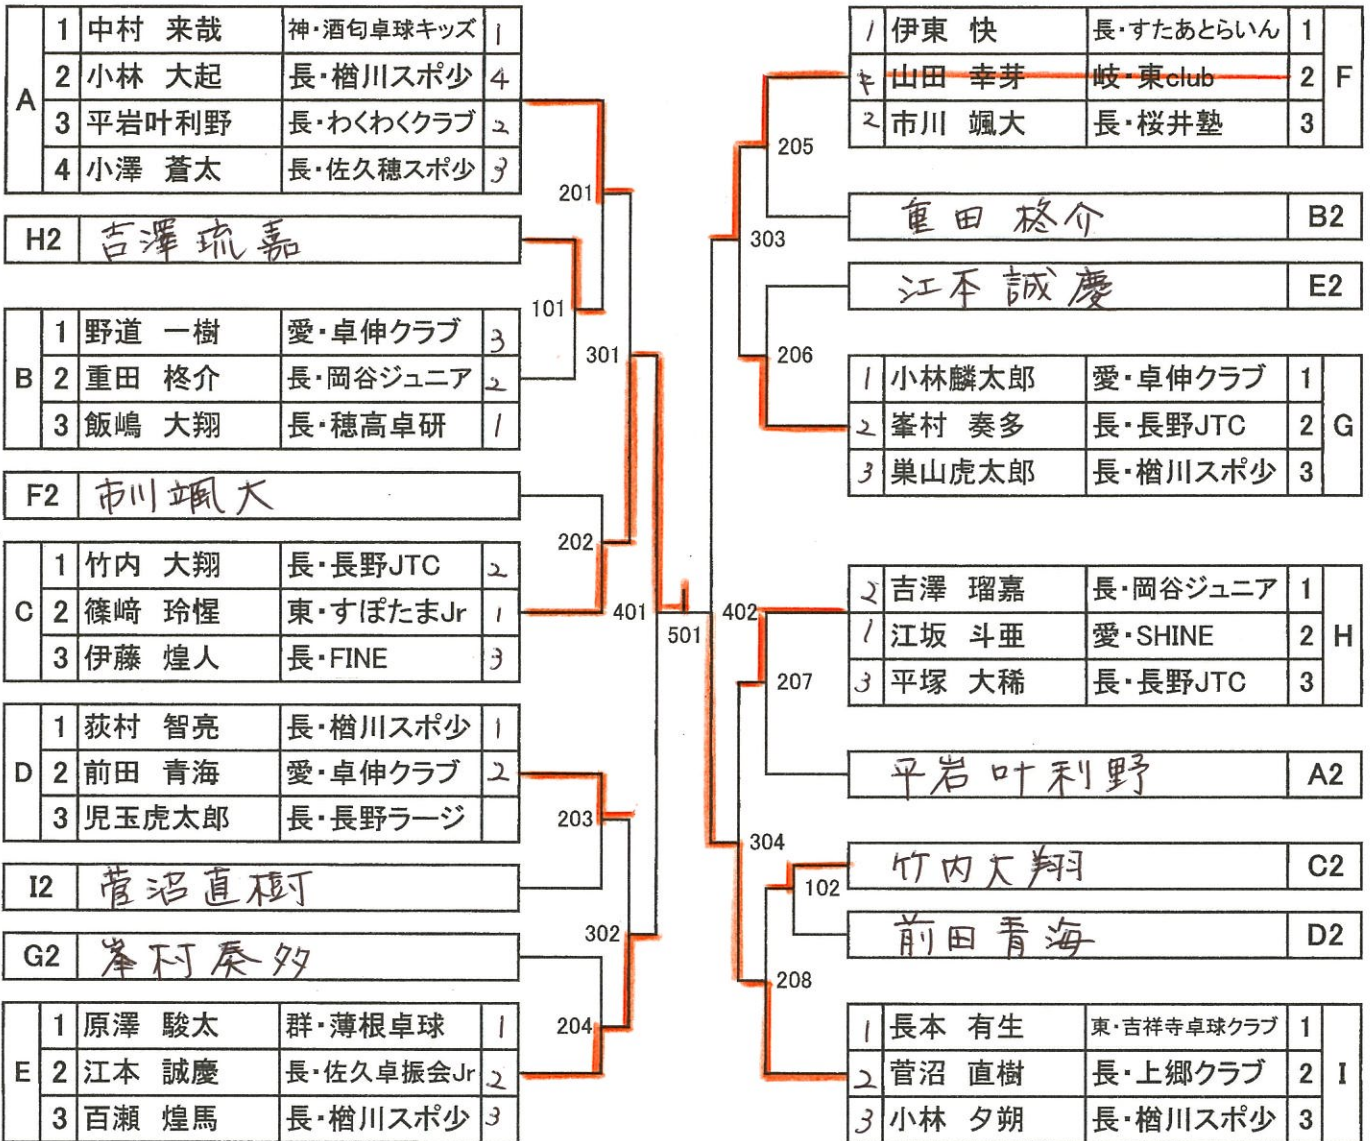 A
1 中村 来哉 神・酒匂卓球キッズ 1
2 小林 大起 長・楢川スポ少 4
3 平岩叶利野 長・わくわくクラブ 2
4 小澤 蒼太 長・佐久穂スポ少 3
201
H2 吉澤琉嘉
101
B
1 野道 一樹 愛・卓伸クラブ 3
2 重田 柊介 長・岡谷ジュニア 2
3 飯嶋 大翔 長・穂高卓研 1
301
F2 市川颯大
202
C
1 竹内 大翔 長・長野JTC 2
2 篠﨑 玲惺 東・すぽたまJr 1
3 伊藤 煌人 長・FINE 3
401
501
D
1 荻村 智亮 長・楢川スポ少 1
2 前田 青海 愛・卓伸クラブ 2
3 児玉虎太郎 長・長野ラージ
203
I2 菅沼直樹
302
G2 峯村奏多
204
E
1 原澤 駿太 群・薄根卓球 1
2 江本 誠慶 長・佐久卓振会Jr 2
3 百瀬 煌馬 長・楢川スポ少 3
1 伊東 快 長・すたあとらいん 1
山田 幸芽 岐・東club 2
2 市川 颯大 長・桜井塾 3
F
205
重田柊介 B2
303
江本誠慶 E2
206
1 小林麟太郎 愛・卓伸クラブ 1
2 峯村 奏多 長・長野JTC 2
3 巣山虎太郎 長・楢川スポ少 3
G
402
2 吉澤 瑠嘉 長・岡谷ジュニア 1
1 江坂 斗亜 愛・SHINE 2
3 平塚 大稀 長・長野JTC 3
H
207
平岩叶利野 A2
304
竹内大翔 C2
102
前田青海 D2
208
1 長本 有生 東・吉祥寺卓球クラブ 1
2 菅沼 直樹 長・上郷クラブ 2
3 小林 夕朔 長・楢川スポ少 3
I